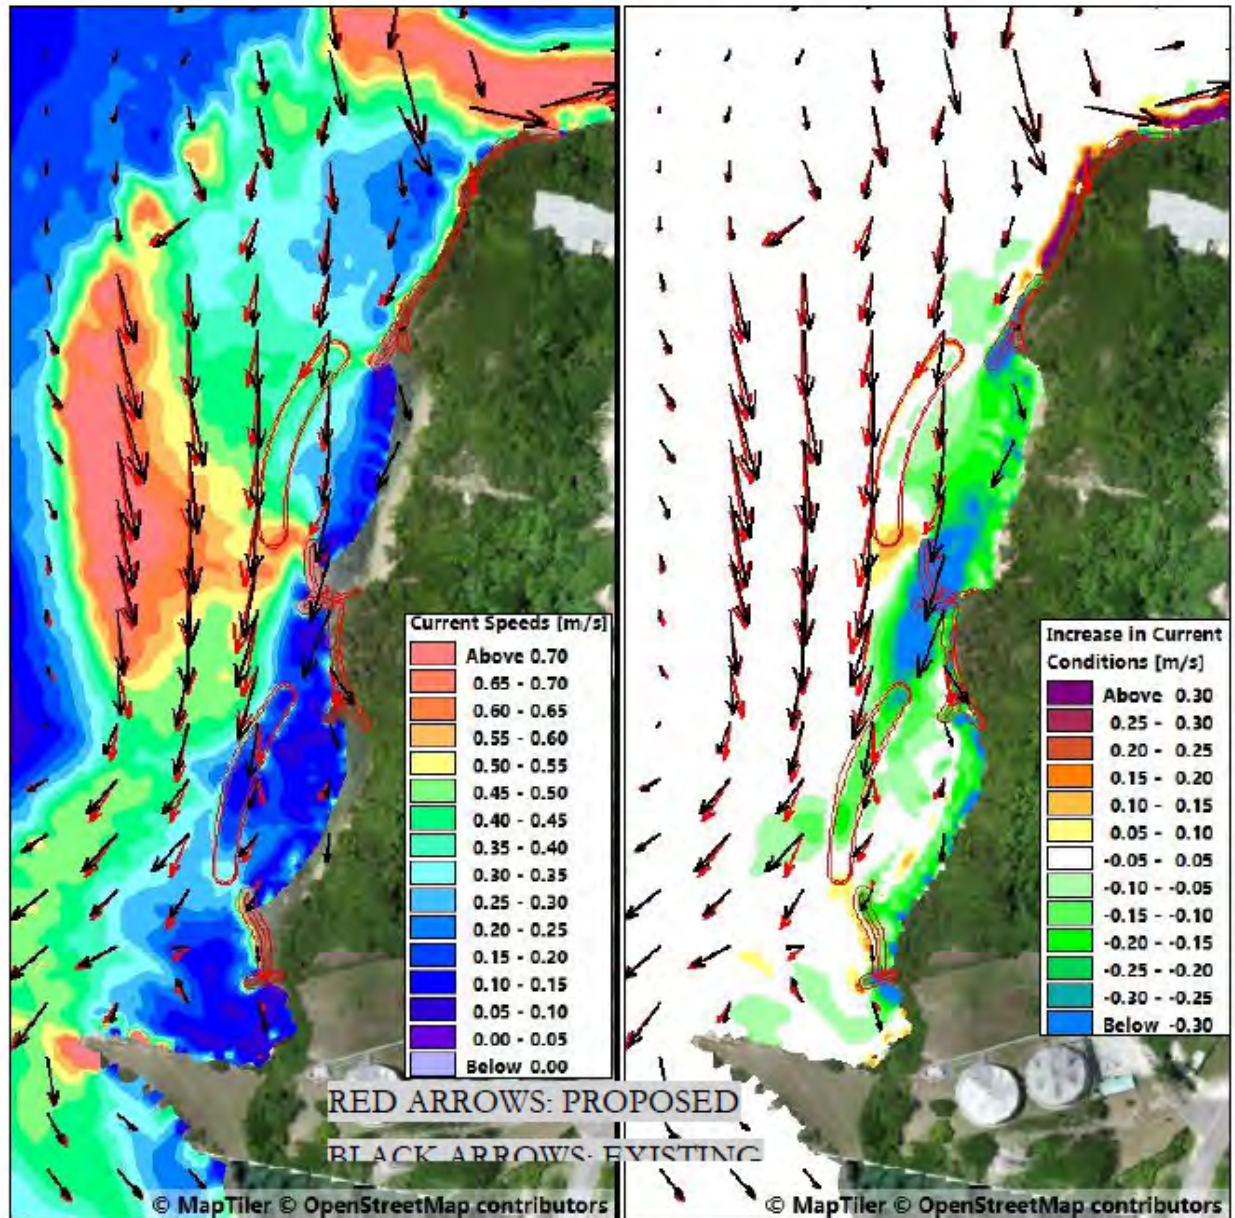 Current Speeds [m/s]
Above 0.70
0.65 - 0.70
0.60 - 0.65
0.55 - 0.60
0.50 - 0.55
0.45 - 0.50
0.40 - 0.45
0.35 - 0.40
0.30 - 0.35
0.25 - 0.30
0.20 - 0.25
0.15 - 0.20
0.10 - 0.15
0.05 - 0.10
0.00 - 0.05
Below 0.00
Increase in Current
Conditions [m/s]
Above 0.30
0.25 - 0.30
0.20 - 0.25
0.15 - 0.20
0.10 - 0.15
0.05 - 0.10
-0.05 - 0.05
-0.10 - -0.05
-0.15 - -0.10
-0.20 - -0.15
-0.25 - -0.20
-0.30 - -0.25
Below -0.30
RED ARROWS: PROPOSED
BLACK ARROWS: EXISTING
© MapTiler © OpenStreetMap contributors
© MapTiler © OpenStreetMap contributors